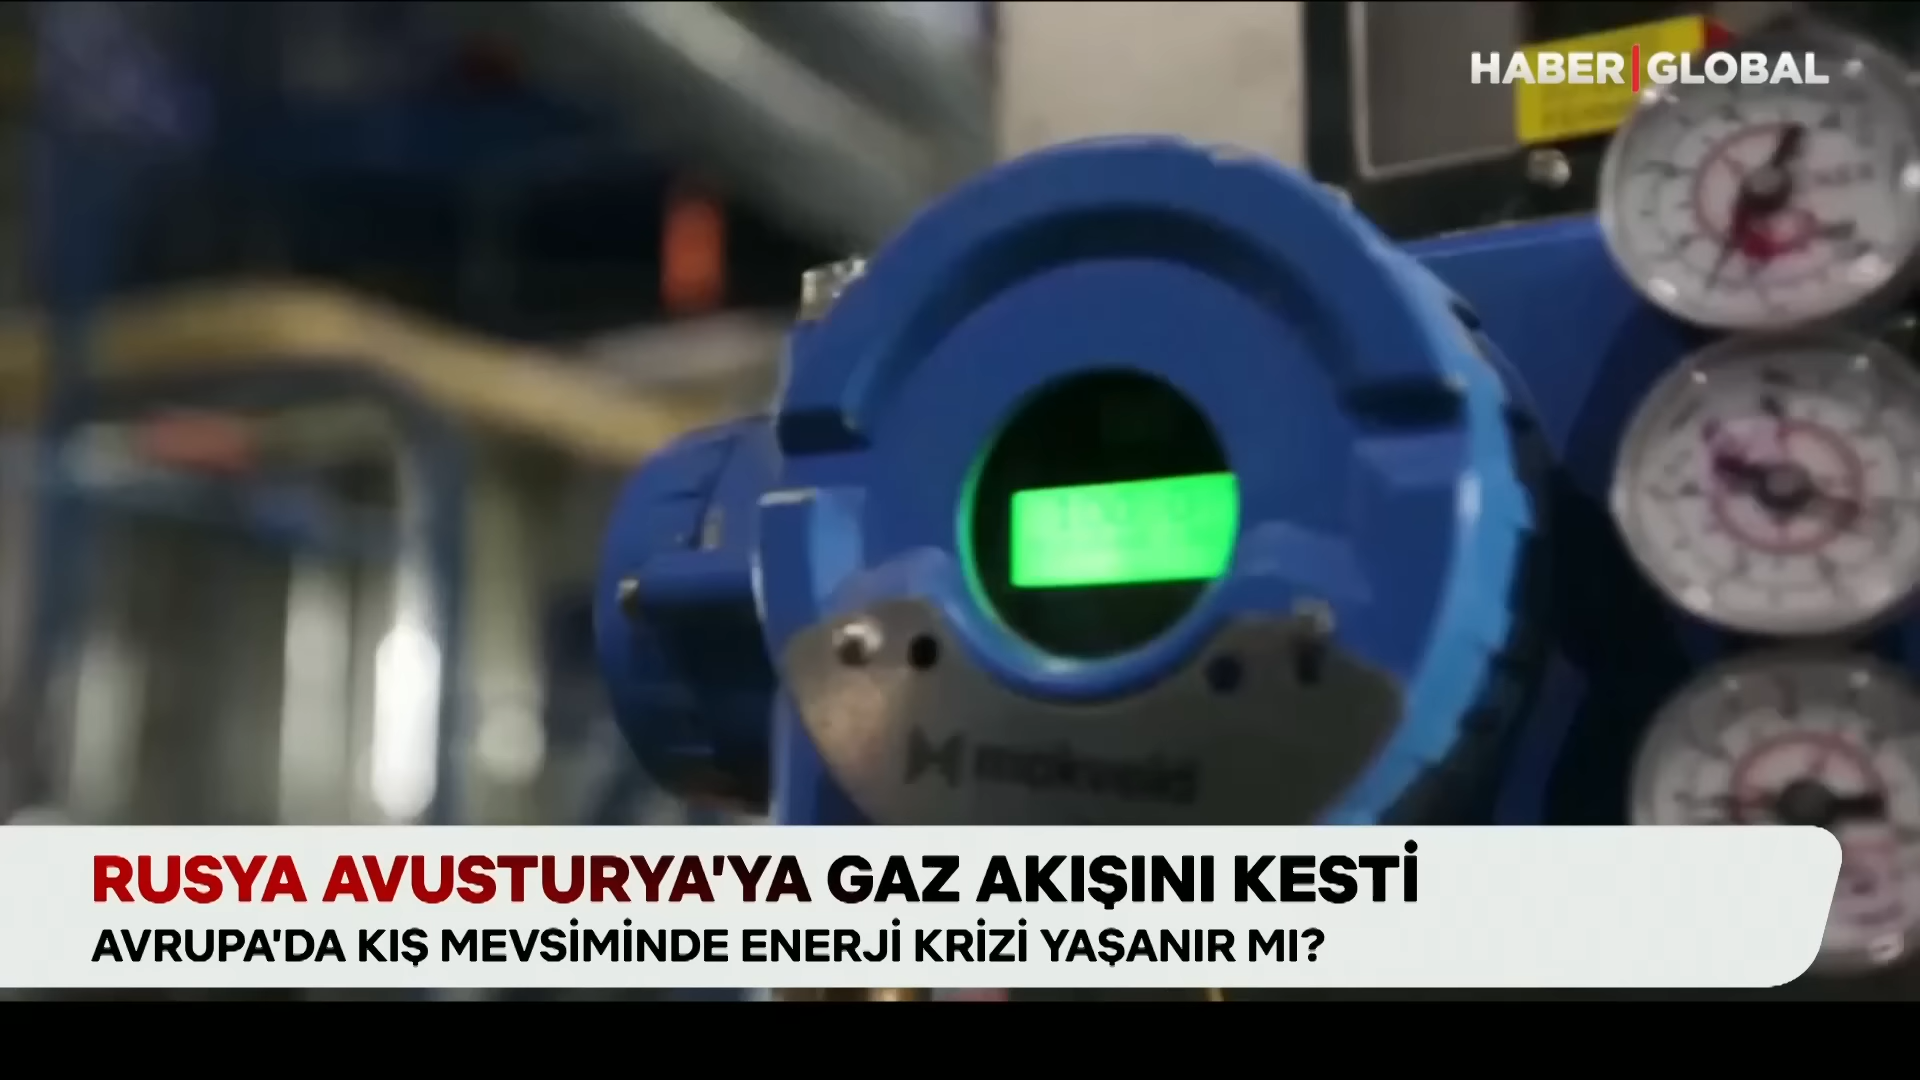 HABER|GLOBAL
mokveld
RUSYA AVUSTURYA'YA GAZ AKIŞINI KESTİ
AVRUPA'DA KIŞ MEVSİMİNDE ENERJİ KRİZİ YAŞANIR MI?